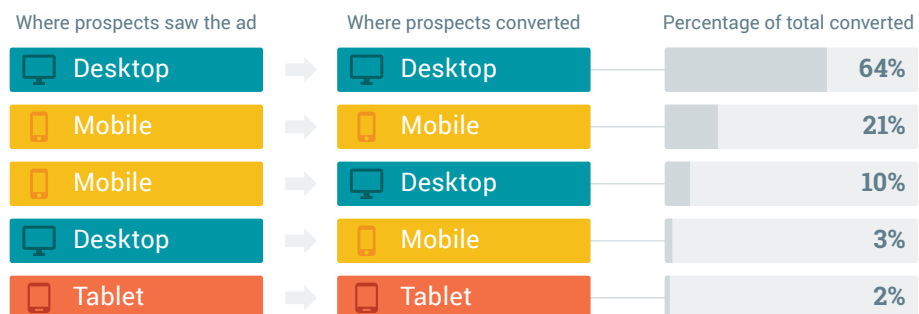 Where prospects saw the ad Where prospects converted Percentage of total converted
Desktop Desktop 64%
Mobile Mobile 21%
Mobile Desktop 10%
Desktop Mobile 3%
Tablet Tablet 2%